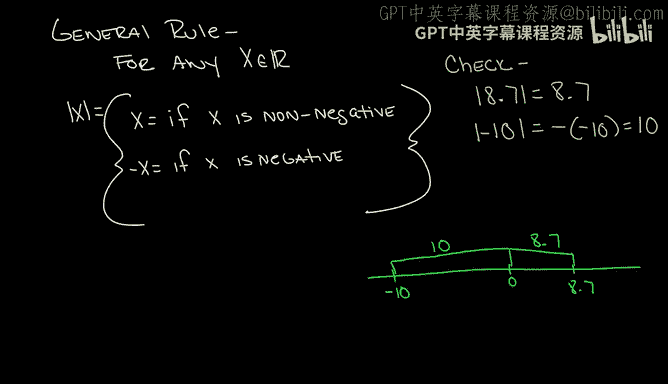 GPT中英字幕课程资源@bilibili.com
GPT中英字幕课程资源 bilibili
GENERAL RULE-
FOR ANY X∈ℝ
|X|=
X= if X IS NON-NEGATIVE
-X= if X IS NEGATIVE
CHECK-
|8.7|= 8.7
|-10|= -(-10)=10
10 8.7
-10 0 8.7